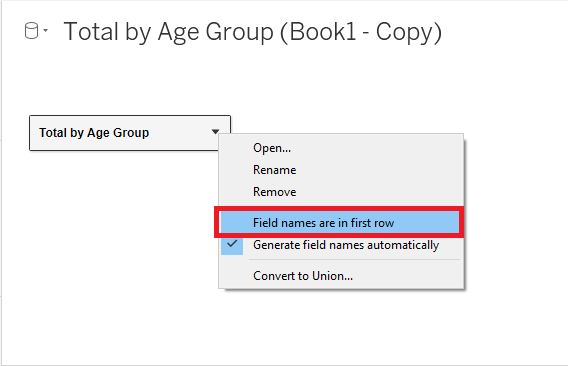 Total by Age Group (Book1 - Copy)
Total by Age Group
Open...
Rename
Remove
Field names are in first row
Generate field names automatically
Convert to Union...